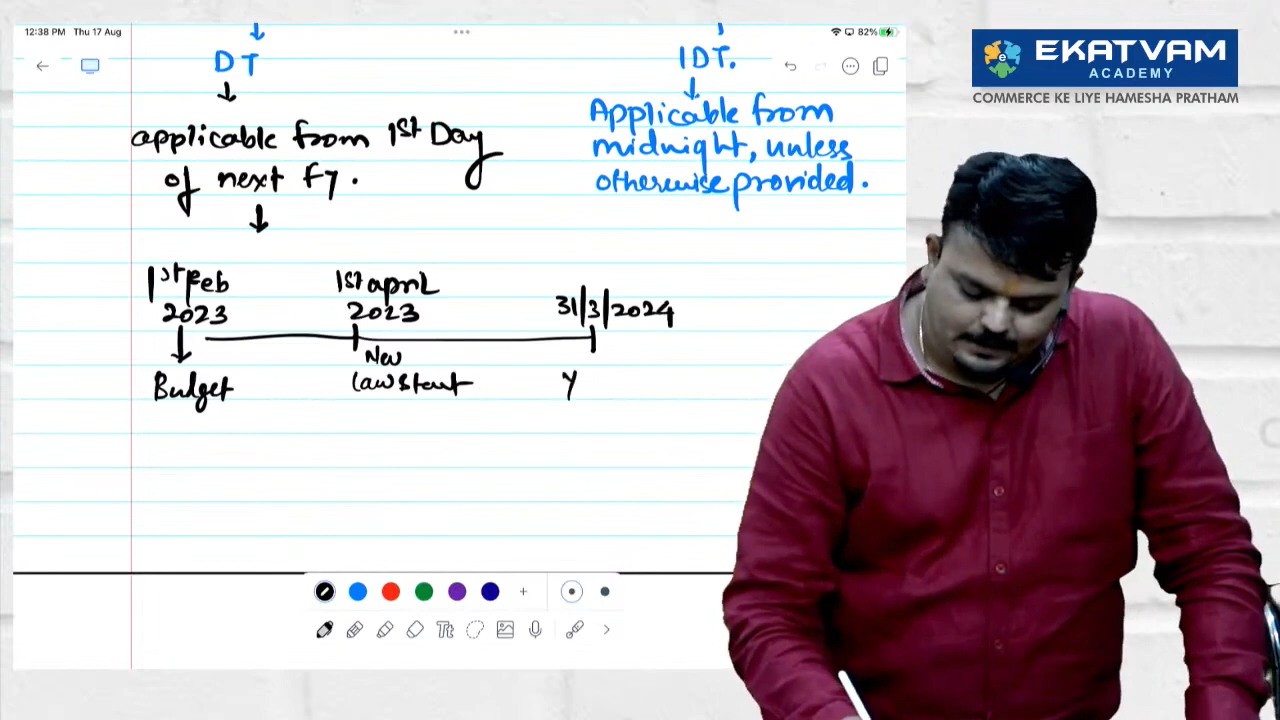 12:38 PM Thu 17 Aug
82%
EKATVAM
ACADEMY
COMMERCE KE LIYE HAMESHA PRATHAM
DT
applicable from 1st Day
of next Fy.
IDT.
Applicable from
midnight, unless
otherwise provided.
1st Feb
2023
1st april
2023
31/3/2024
Budget
New
Law Start
Y
Tt